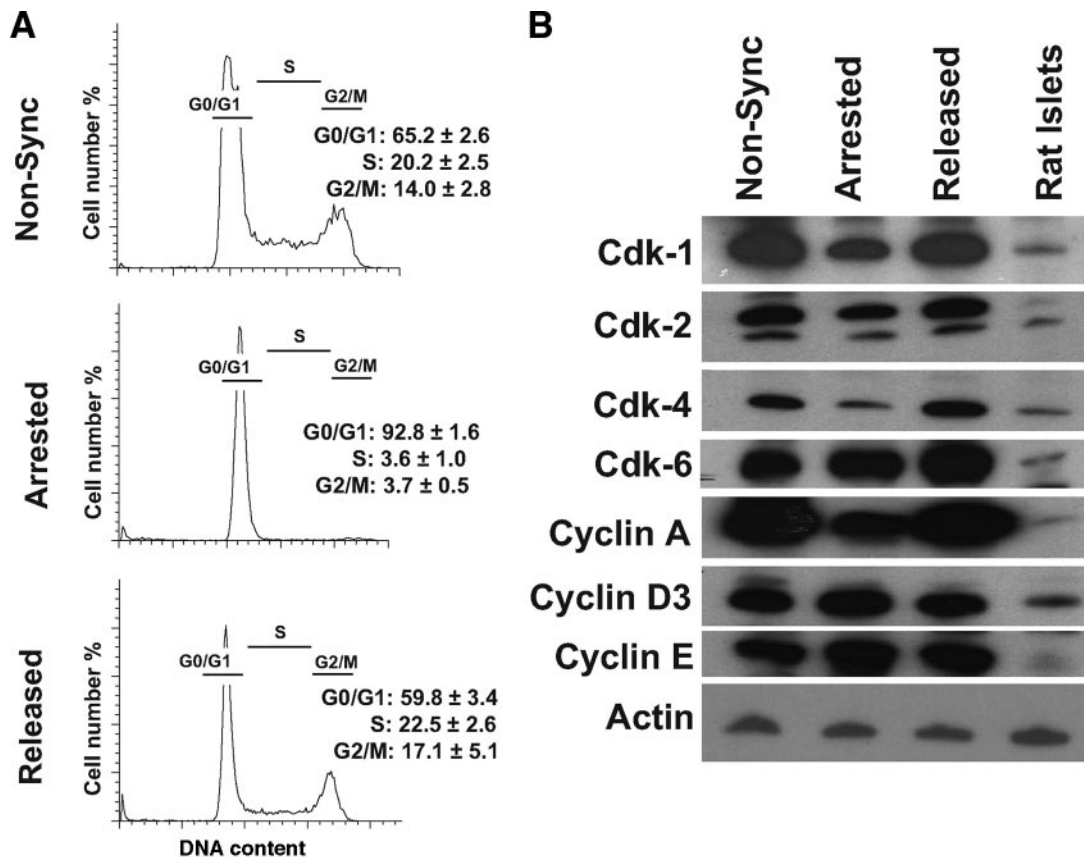 A
Non-Sync
Cell number %
G0/G1
S
G2/M
G0/G1: 65.2 ± 2.6
S: 20.2 ± 2.5
G2/M: 14.0 ± 2.8
Arrested
Cell number %
G0/G1
S
G2/M
G0/G1: 92.8 ± 1.6
S: 3.6 ± 1.0
G2/M: 3.7 ± 0.5
Released
Cell number %
G0/G1
S
G2/M
G0/G1: 59.8 ± 3.4
S: 22.5 ± 2.6
G2/M: 17.1 ± 5.1
DNA content
B
Non-Sync
Arrested
Released
Rat Islets
Cdk-1
Cdk-2
Cdk-4
Cdk-6
Cyclin A
Cyclin D3
Cyclin E
Actin